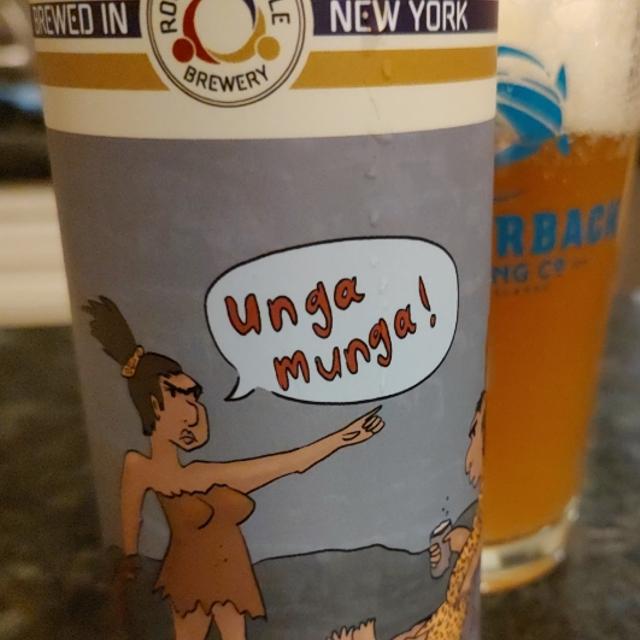 BREWED IN
NEW YORK
BREWERY
Unga
munga!
RBACK
NG CO